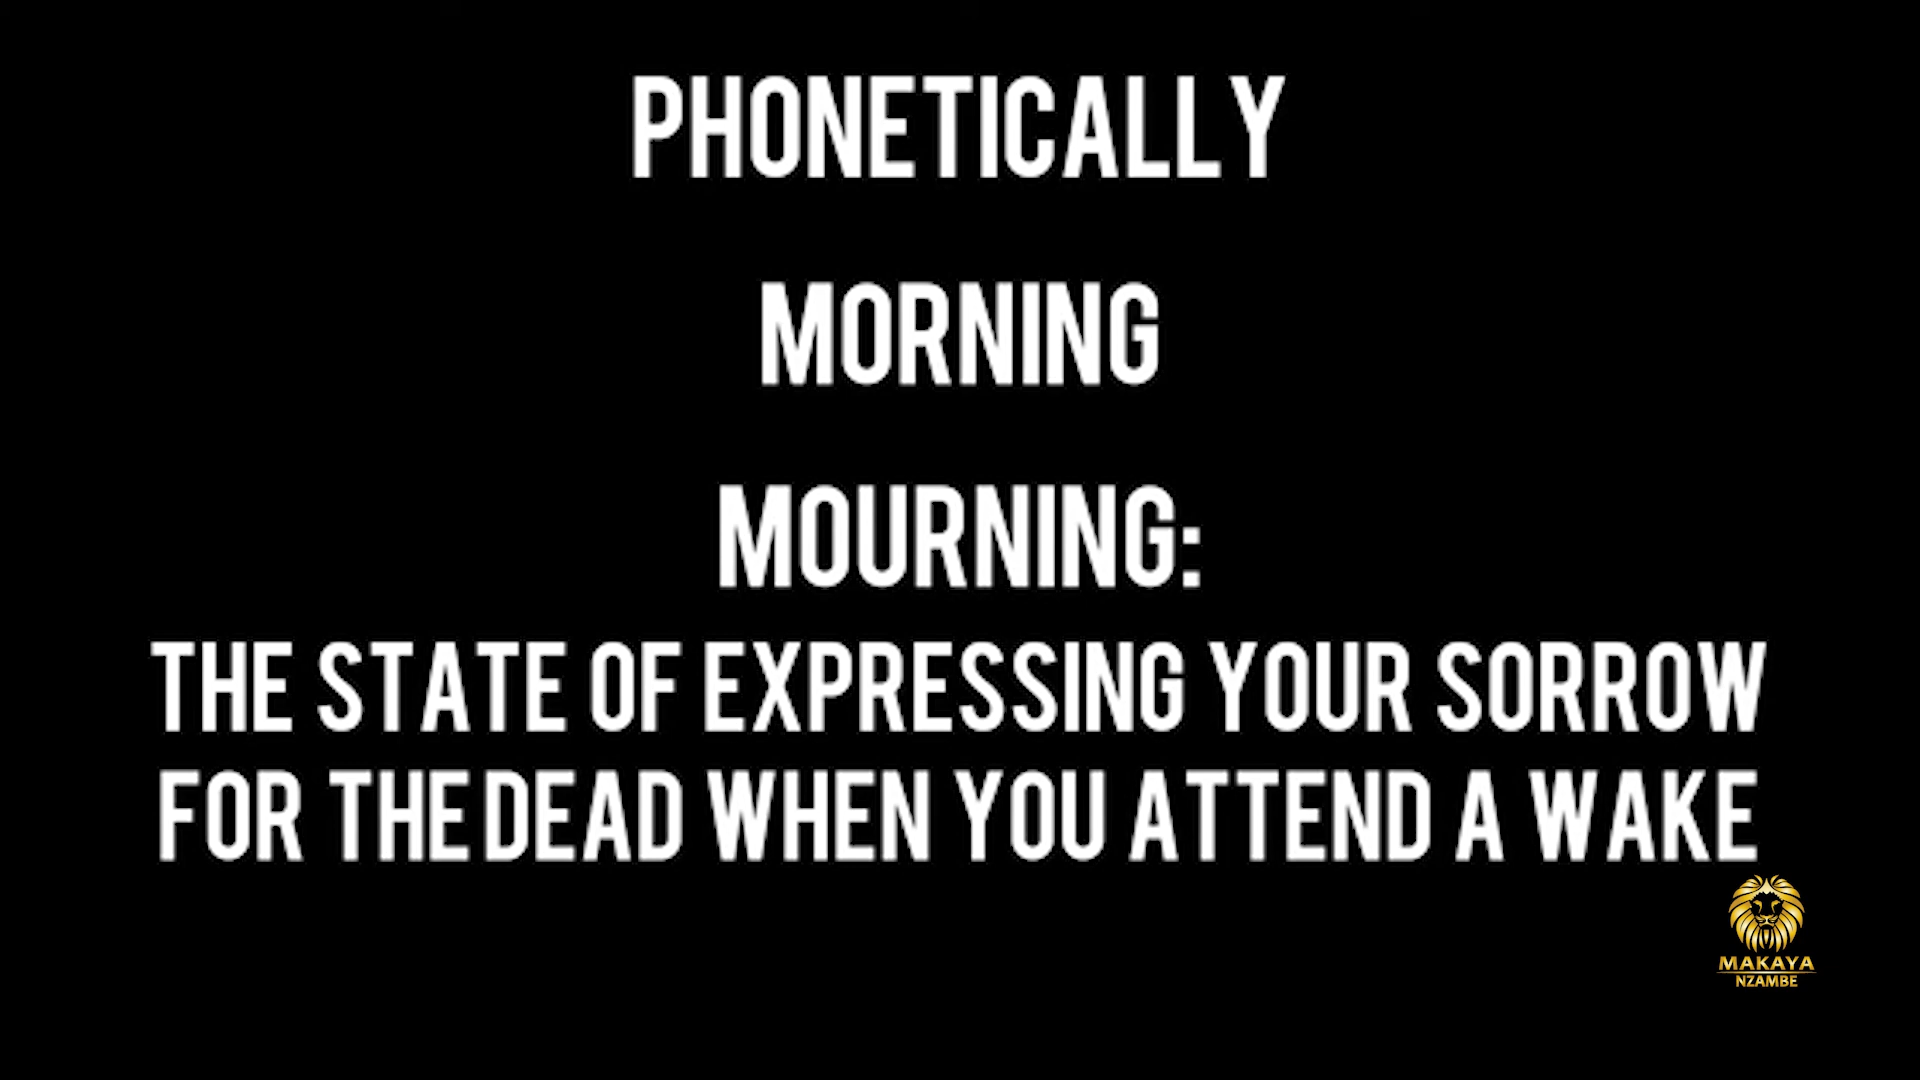 PHONETICALLY
MORNING
MOURNING:
THE STATE OF EXPRESSING YOUR SORROW
FOR THE DEAD WHEN YOU ATTEND A WAKE
MAKAYA
NZAMBE